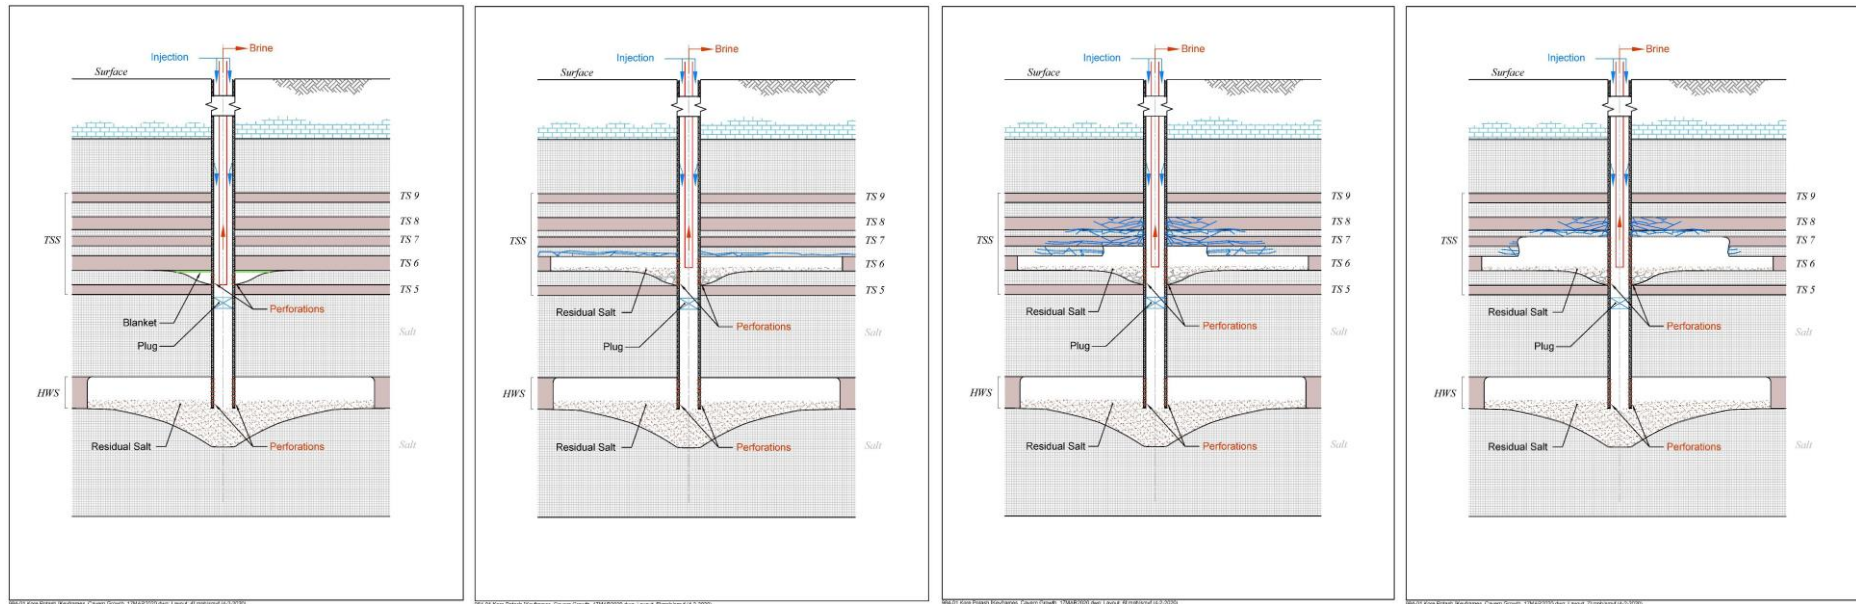 Injection
Brine
Surface
TS 9
TS 8
TSS
TS 7
TS 6
TS 5
Blanket
Perforations
Plug
Salt
HWS
Residual Salt
Perforations
Salt
Injection
Brine
Surface
TS 9
TS 8
TSS
TS 7
TS 6
TS 5
Residual Salt
Perforations
Plug
Salt
HWS
Residual Salt
Perforations
Salt
Injection
Brine
Surface
TS 9
TS 8
TSS
TS 7
TS 6
TS 5
Residual Salt
Perforations
Plug
Salt
HWS
Residual Salt
Perforations
Salt
Injection
Brine
Surface
TS 9
TS 8
TSS
TS 7
TS 6
TS 5
Residual Salt
Perforations
Plug
Salt
HWS
Residual Salt
Perforations
Salt